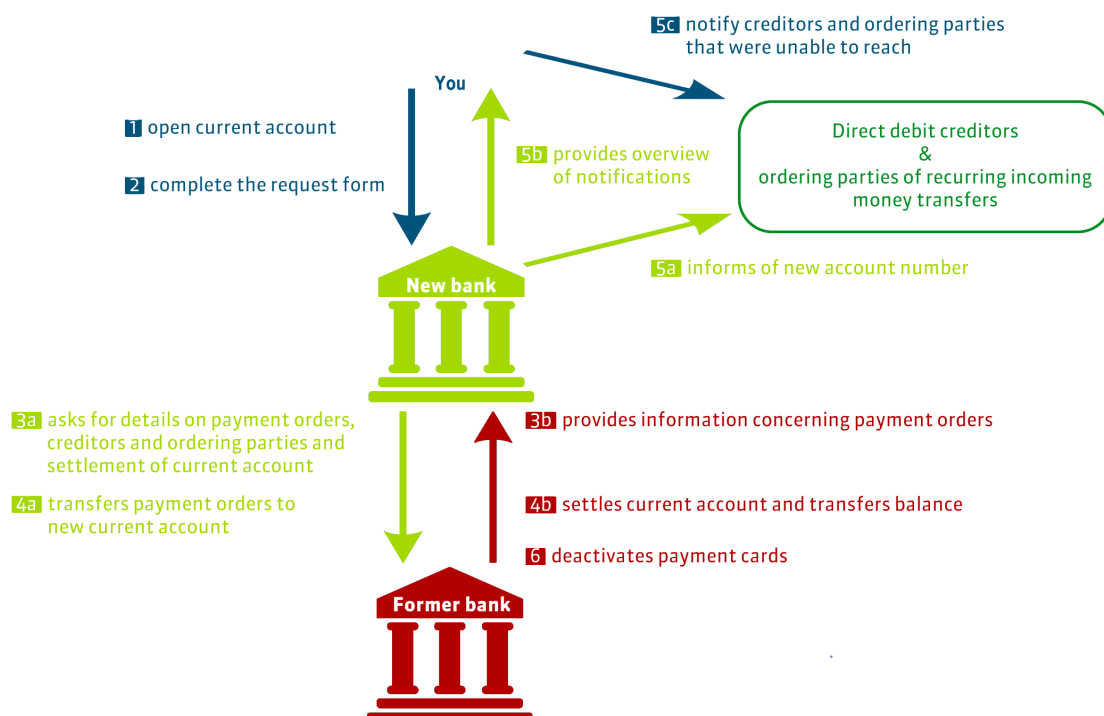 5c notify creditors and ordering parties
that were unable to reach
You
1 open current account
2 complete the request form
5b provides overview
of notifications
Direct debit creditors
&
ordering parties of recurring incoming
money transfers
5a informs of new account number
New bank
3a asks for details on payment orders,
creditors and ordering parties and
settlement of current account
4a transfers payment orders to
new current account
3b provides information concerning payment orders
4b settles current account and transfers balance
6 deactivates payment cards
Former bank